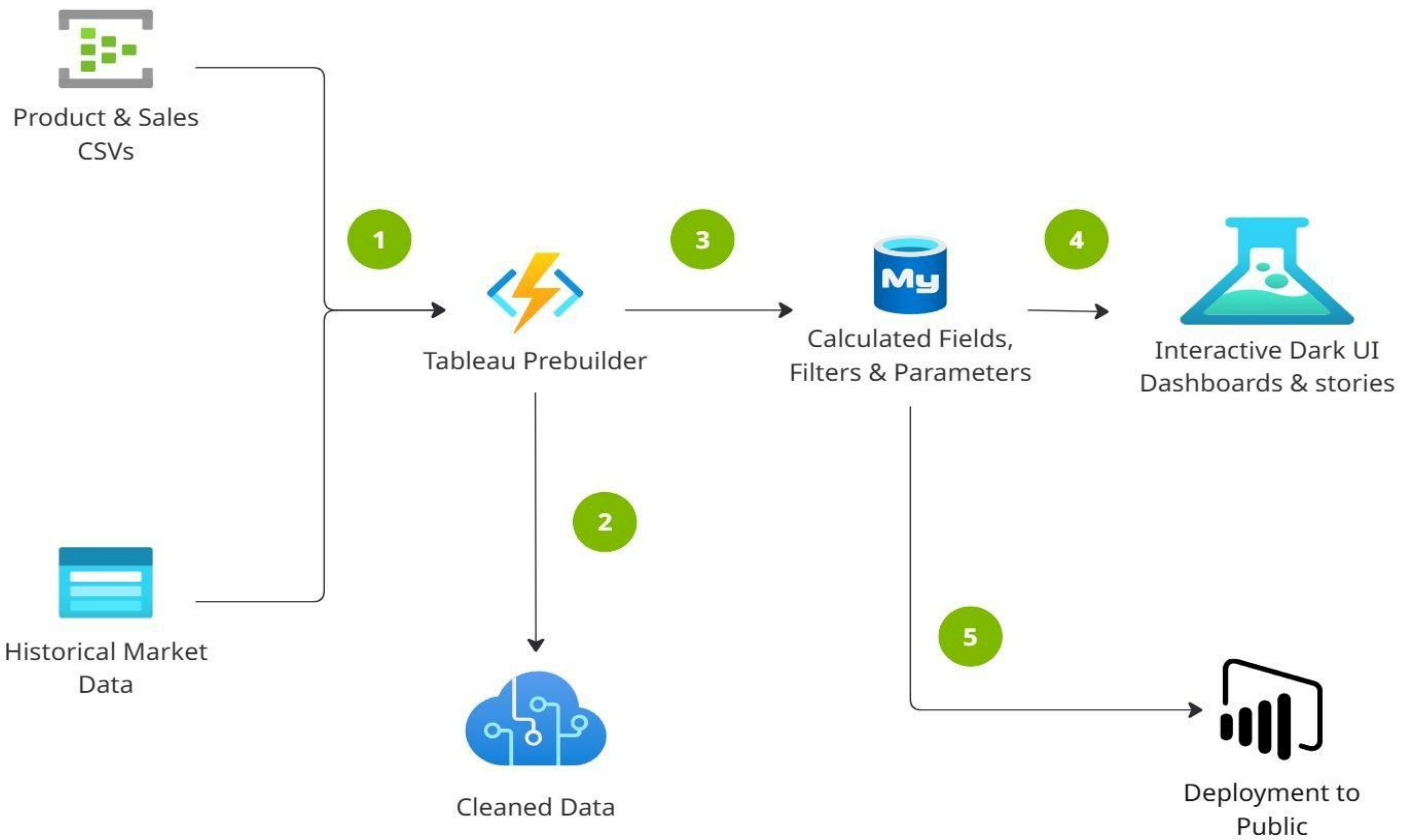 Product & Sales
CSVs
1
3
4
My
Tableau Prebuilder
Calculated Fields,
Filters & Parameters
Interactive Dark UI
Dashboards & stories
2
5
Historical Market
Data
Cleaned Data
Deployment to
Public